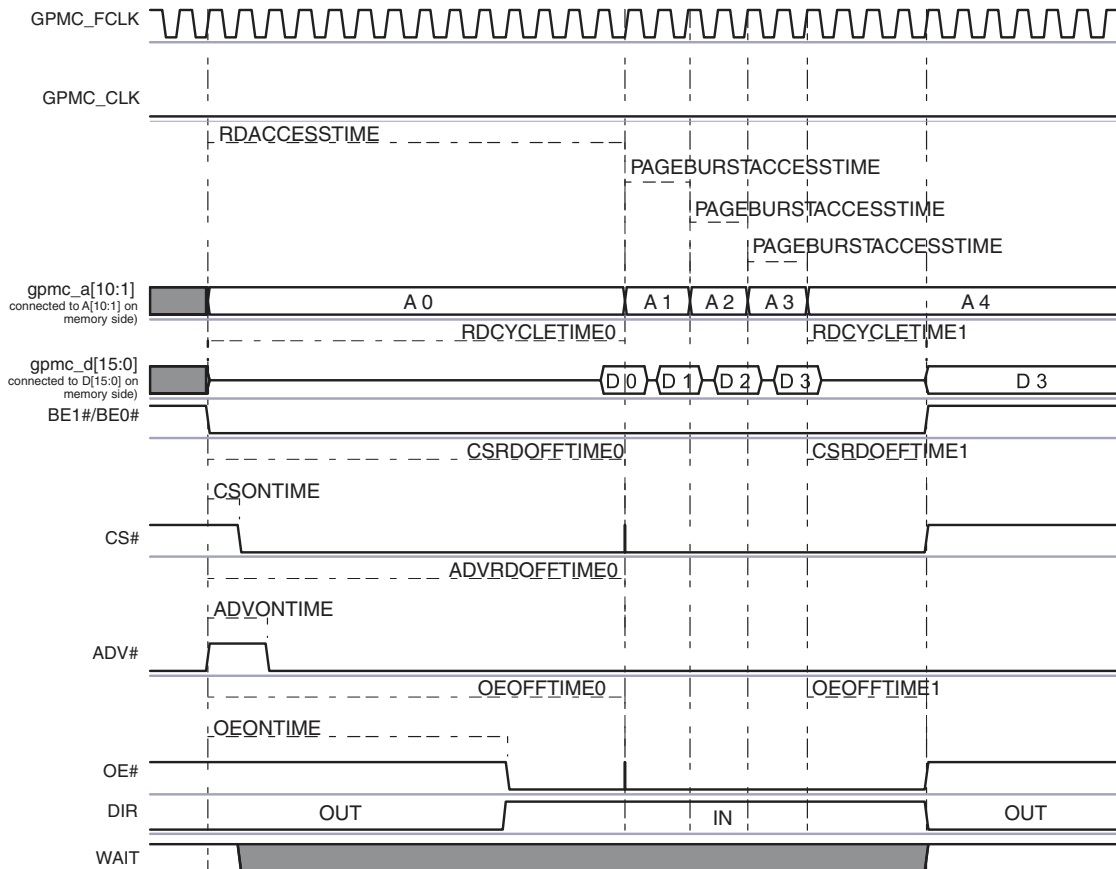 GPMC_FCLK
GPMC_CLK
RDACCESSTIME
PAGEBURSTACCESSTIME
PAGEBURSTACCESSTIME
PAGEBURSTACCESSTIME
gpmc_a[10:1]
connected to A[10:1] on
memory side)
A 0
A 1
A 2
A 3
A 4
RDCYCLETIME0
RDCYCLETIME1
gpmc_d[15:0]
connected to D[15:0] on
memory side)
D 0
D 1
D 2
D 3
D 3
BE1#/BE0#
CSRDOFFTIME0
CSRDOFFTIME1
CSONTIME
CS#
ADVRDOFFTIME0
ADVONTIME
ADV#
OEOFFTIME0
OEOFFTIME1
OEONTIME
OE#
DIR
OUT
IN
OUT
WAIT